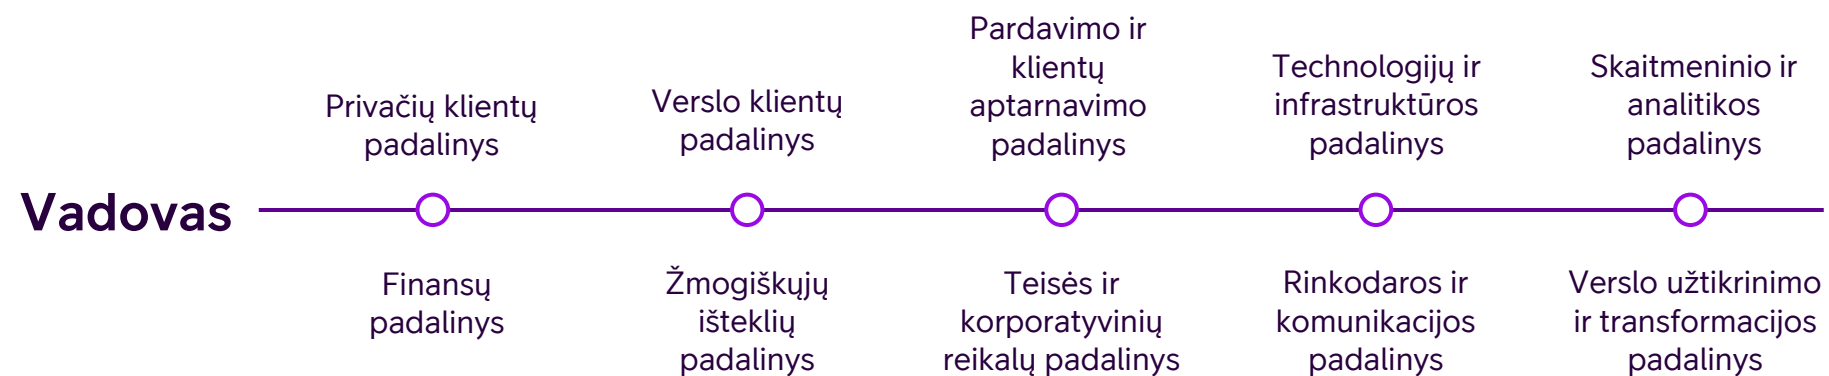 Privačių klientų
padalinys
Verslo klientų
padalinys
Pardavimo ir
klientų
aptarnavimo
padalinys
Technologijų ir
infrastruktūros
padalinys
Skaitmeninio ir
analitikos
padalinys
Vadovas
Finansų
padalinys
Žmogiškųjų
išteklių
padalinys
Teisės ir
korporatyvinių
reikalų padalinys
Rinkodaros ir
komunikacijos
padalinys
Verslo užtikrinimo
ir transformacijos
padalinys